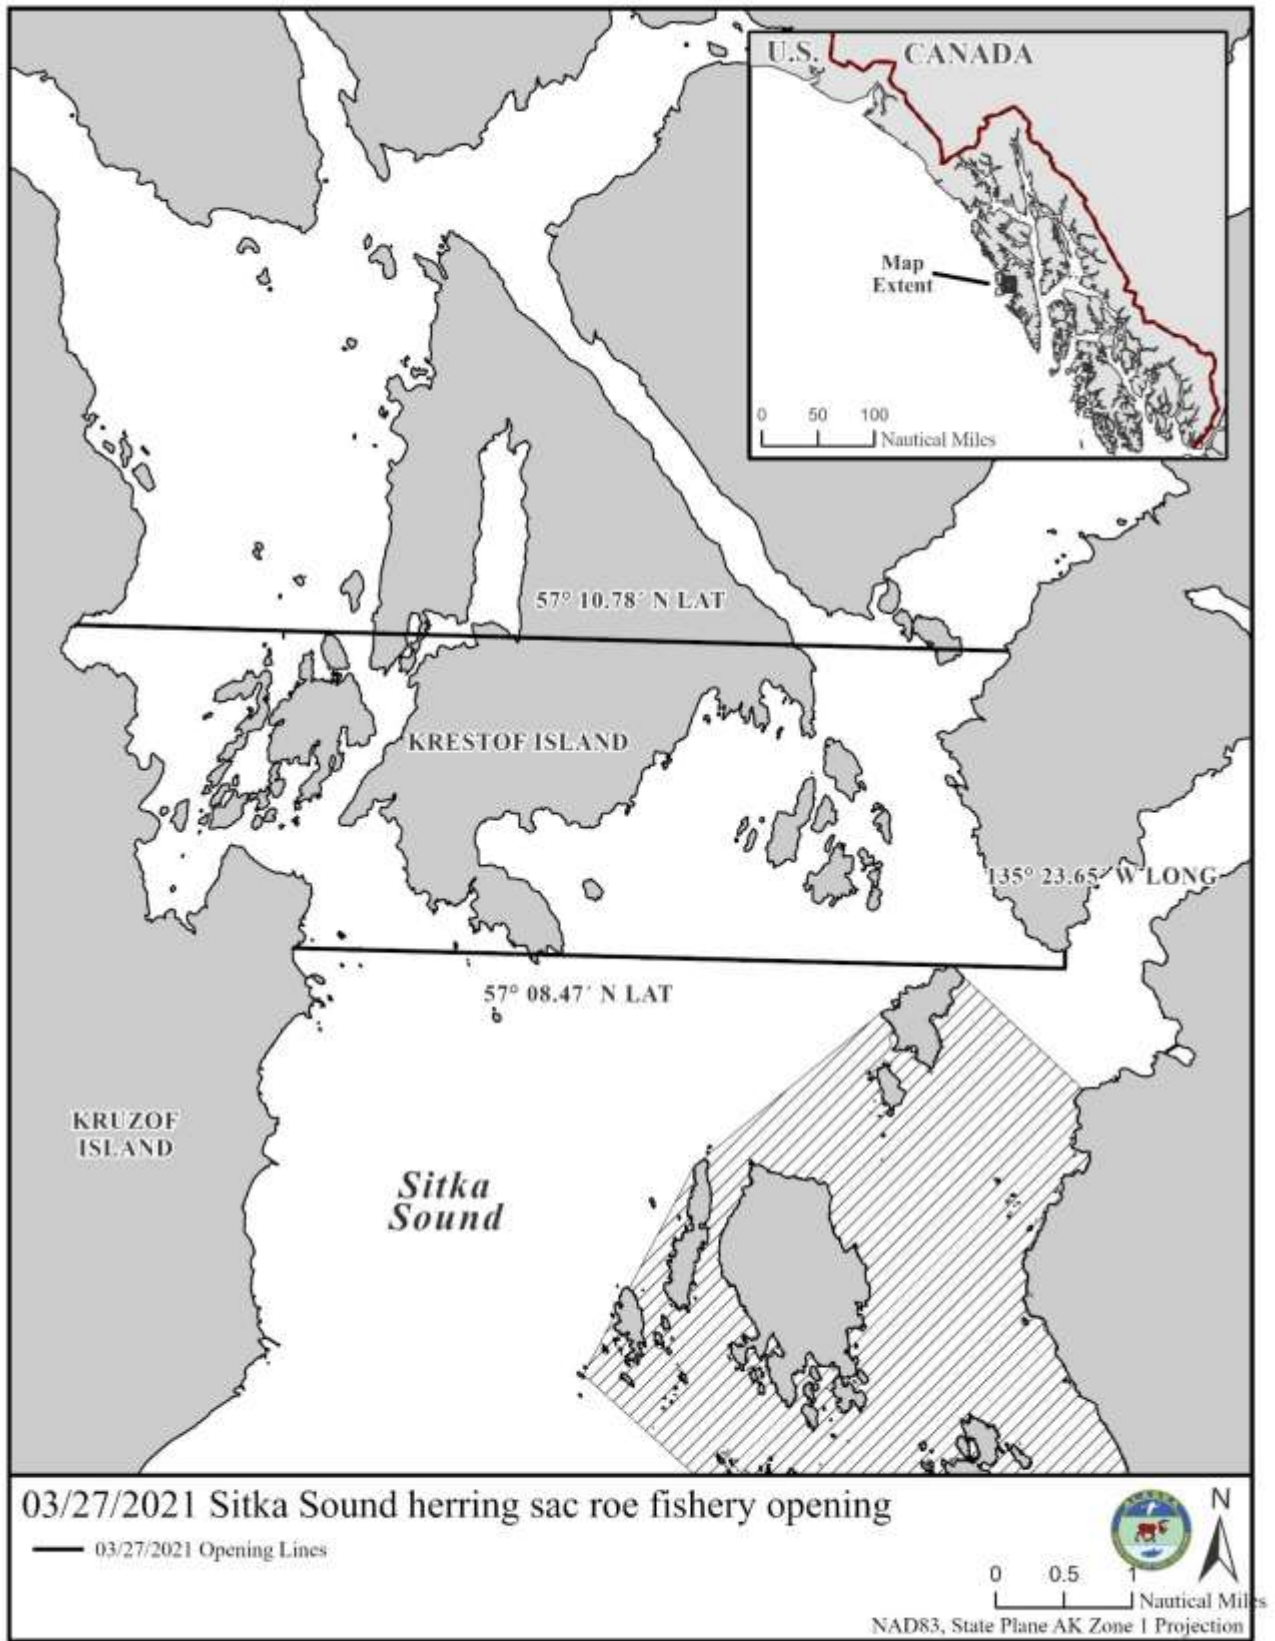 U.S. CANADA
Map
Extent
0 50 100
Nautical Miles
57° 10.78´ N LAT
KRESTOF ISLAND
135° 23.65´ W LONG
57° 08.47´ N LAT
KRUZOF
ISLAND
Sitka
Sound
03/27/2021 Sitka Sound herring sac roe fishery opening
03/27/2021 Opening Lines
N
0 0.5 1
Nautical Miles
NAD83, State Plane AK Zone 1 Projection